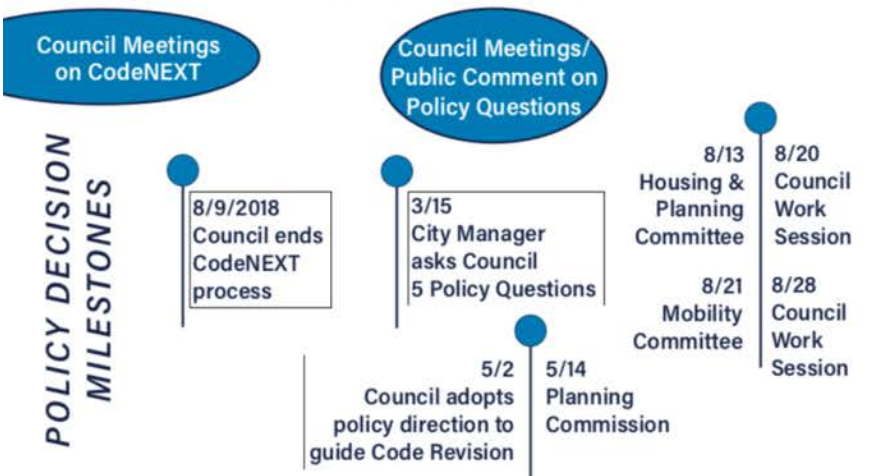 Council Meetings
on CodeNEXT
Council Meetings/
Public Comment on
Policy Questions
POLICY DECISION
MILESTONES
8/9/2018
Council ends
CodeNEXT
process
3/15
City Manager
asks Council
5 Policy Questions
5/2
Council adopts
policy direction to
guide Code Revision
5/14
Planning
Commission
8/13
Housing &
Planning
Committee
8/20
Council
Work
Session
8/21
Mobility
Committee
8/28
Council
Work
Session